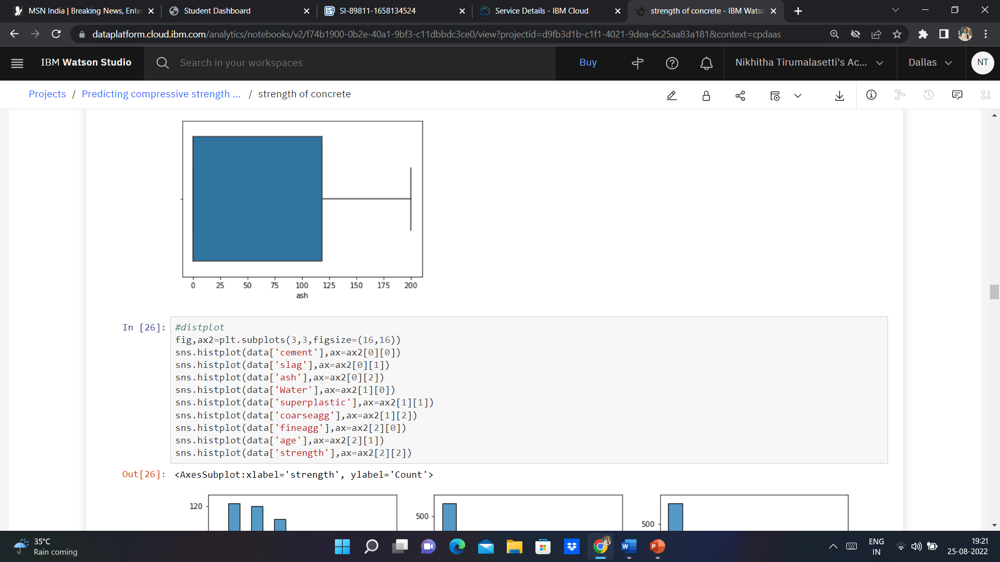 MSN India | Breaking News, Enter
Student Dashboard
SI-89811-1658134524
Service Details - IBM Cloud
strength of concrete - IBM Watso
dataplatform.cloud.ibm.com/analytics/notebooks/v2/f74b1900-0b2e-40a1-9bf3-c11dbbdc3ce0/view?projectid=d9fb3d1b-c1f1-4021-9dea-6c25aa83a181&context=cpdaas
IBM Watson Studio
Search in your workspaces
Buy
Nikhitha Tirumalasetti's Ac...
Dallas
NT
Projects / Predicting compressive strength ... / strength of concrete
0 25 50 75 100 125 150 175 200
ash
In [26]:
#distplot
fig,ax2=plt.subplots(3,3,figsize=(16,16))
sns.histplot(data['cement'],ax=ax2[0][0])
sns.histplot(data['slag'],ax=ax2[0][1])
sns.histplot(data['ash'],ax=ax2[0][2])
sns.histplot(data['Water'],ax=ax2[1][0])
sns.histplot(data['superplastic'],ax=ax2[1][1])
sns.histplot(data['coarseagg'],ax=ax2[1][2])
sns.histplot(data['fineagg'],ax=ax2[2][0])
sns.histplot(data['age'],ax=ax2[2][1])
sns.histplot(data['strength'],ax=ax2[2][2])
Out[26]: <AxesSubplot:xlabel='strength', ylabel='Count'>
120
500
500
35°C
Rain coming
ENG
IN
19:21
25-08-2022